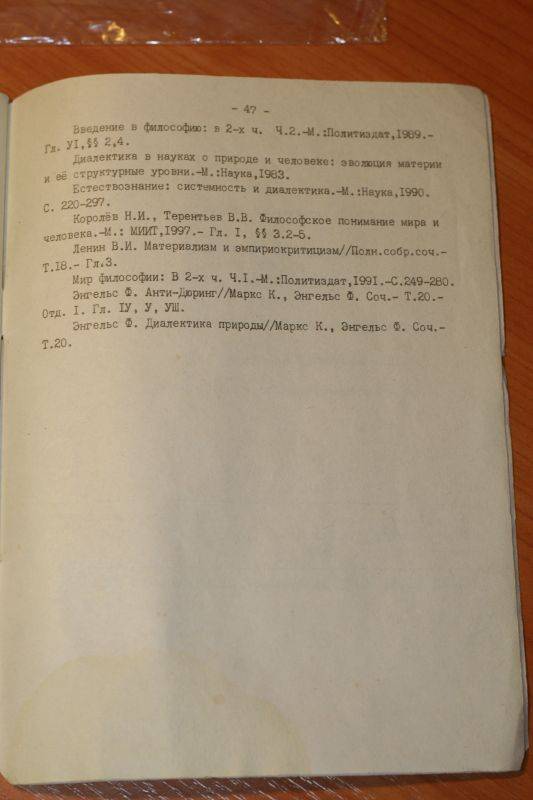 - 47 -
Введение в философию: в 2-х ч. Ч.2.-М.:Политиздат,1989.-
Гл. УI,§§ 2,4.
Диалектика в науках о природе и человеке: эволюция материи
и её структурные уровни.-М.:Наука,1983.
Естествознание: системность и диалектика.-М.:Наука,1990.
С. 220-297.
Королёв Н.И., Терентьев В.В. Философское понимание мира и
человека.-М.: МИИТ,1997.- Гл. I, §§ 3.2-5.
Ленин В.И. Материализм и эмпириокритицизм//Полн.собр.соч.-
Т.18.- Гл.3.
Мир философии: В 2-х ч. Ч.I.-М.:Политиздат,1991.-С.249-280.
Энгельс Ф. Анти-Дюринг//Маркс К., Энгельс Ф. Соч.- Т.20.-
Отд. I. Гл. IУ, У, УШ.
Энгельс Ф. Диалектика природы//Маркс К., Энгельс Ф. Соч.-
Т.20.